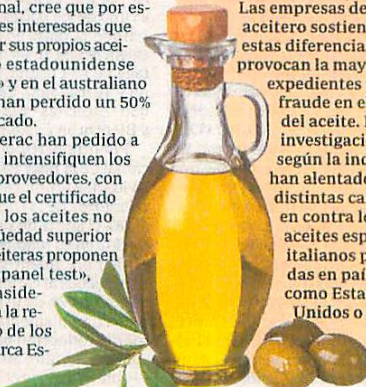 nal, cree que por es-
es interesadas que
r sus propios acei-
estadounidense
y en el australiano
han perdido un 50%
cado.
erac han pedido a
intensifiquen los
proveedores, con
ue el certificado
los aceites no
üedad superior
eiteras proponen
panel test»,
nside-
la re-
o de los
rca Es-
Las empresas de
aceitero sostien
estas diferencia
provocan la may
expedientes
fraude en e
del aceite.
investigaci
según la ind
han alentado
distintas ca
en contra l
aceites esp
italianos p
das en paí
como Esta
Unidos o